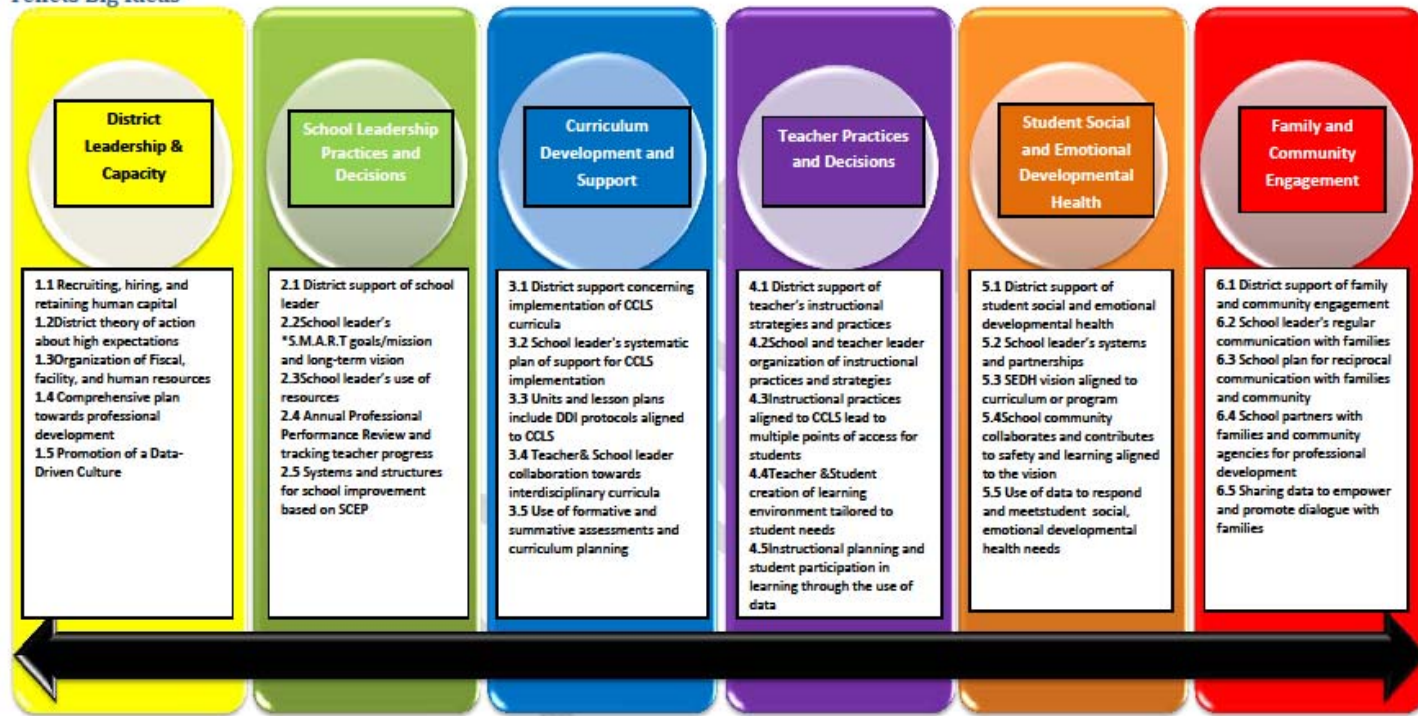 Tenets Big Ideas
District
Leadership &
Capacity
1.1 Recruiting, hiring, and
retaining human capital
1.2District theory of action
about high expectations
1.3Organization of Fiscal,
facility, and human resources
1.4 Comprehensive plan
towards professional
development
1.5 Promotion of a Data-
Driven Culture
School Leadership
Practices and
Decisions
2.1 District support of school
leader
2.2School leader's
*S.M.A.R.T goals/mission
and long-term vision
2.3School leader's use of
resources
2.4 Annual Professional
Performance Review and
tracking teacher progress
2.5 Systems and structures
for school improvement
based on SCEP
Curriculum
Development and
Support
3.1 District support concerning
implementation of CCLS
curricula
3.2 School leader's systematic
plan of support for CCLS
implementation
3.3 Units and lesson plans
include DDI protocols aligned
to CCLS
3.4 Teacher& School leader
collaboration towards
interdisciplinary curricula
3.5 Use of formative and
summative assessments and
curriculum planning
Teacher Practices
and Decisions
4.1 District support of
teacher's instructional
strategies and practices
4.2School and teacher leader
organization of instructional
practices and strategies
4.3Instructional practices
aligned to CCLS lead to
multiple points of access for
students
4.4Teacher &Student
creation of learning
environment tailored to
student needs
4.5Instructional planning and
student participation in
learning through the use of
data
Student Social
and Emotional
Developmental
Health
5.1 District support of
student social and emotional
developmental health
5.2 School leader's systems
and partnerships
5.3 SEDH vision aligned to
curriculum or program
5.4School community
collaborates and contributes
to safety and learning aligned
to the vision
5.5 Use of data to respond
and meetstudent social,
emotional developmental
health needs
Family and
Community
Engagement
6.1 District support of family
and community engagement
6.2 School leader's regular
communication with families
6.3 School plan for reciprocal
communication with families
and community
6.4 School partners with
families and community
agencies for professional
development
6.5 Sharing data to empower
and promote dialogue with
families